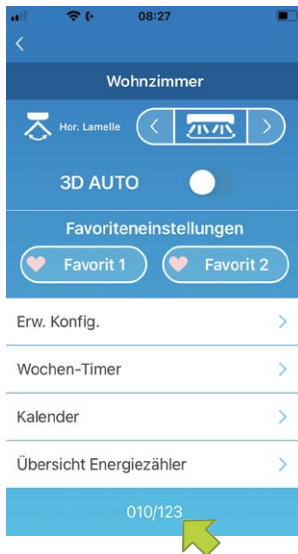 08:27
Wohnzimmer
Hor. Lamelle
3D AUTO
Favoriteneinstellungen
Favorit 1 Favorit 2
Erw. Konfig.
Wochen-Timer
Kalender
Übersicht Energiezähler
010/123